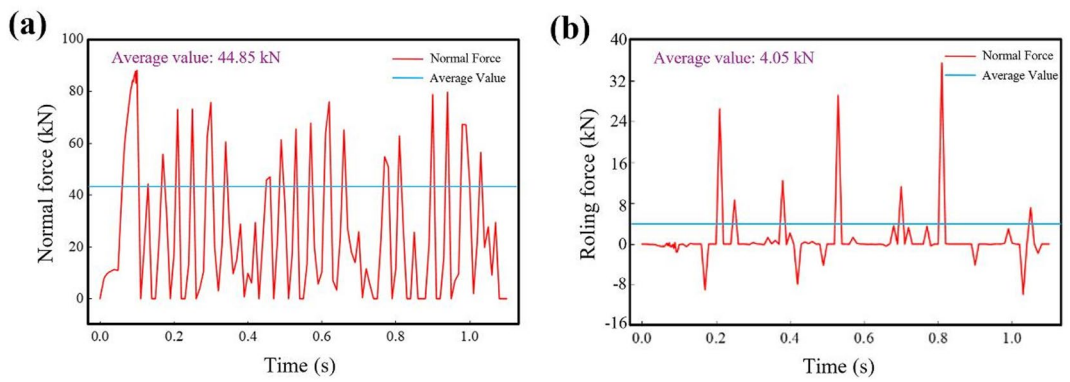 (a)
Average value: 44.85 kN
Normal Force
Average Value
Normal force (kN)
100
80
60
40
20
0
0.0 0.2 0.4 0.6 0.8 1.0
Time (s)
(b)
Average value: 4.05 kN
Normal Force
Average Value
Roling force (kN)
40
32
24
16
8
0
-8
-16
0.0 0.2 0.4 0.6 0.8 1.0
Time (s)